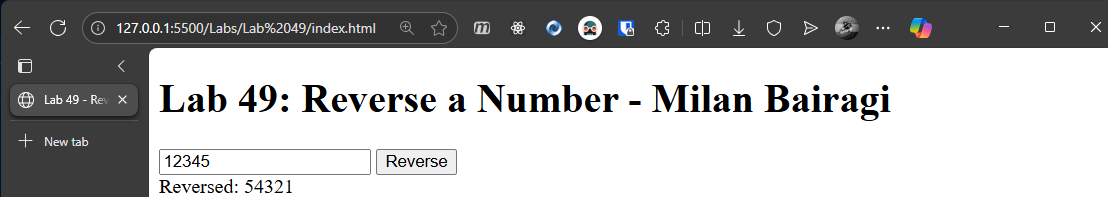 127.0.0.1:5500/Labs/Lab%2049/index.html
Lab 49 - Rev
New tab
Lab 49: Reverse a Number - Milan Bairagi
12345 Reverse
Reversed: 54321